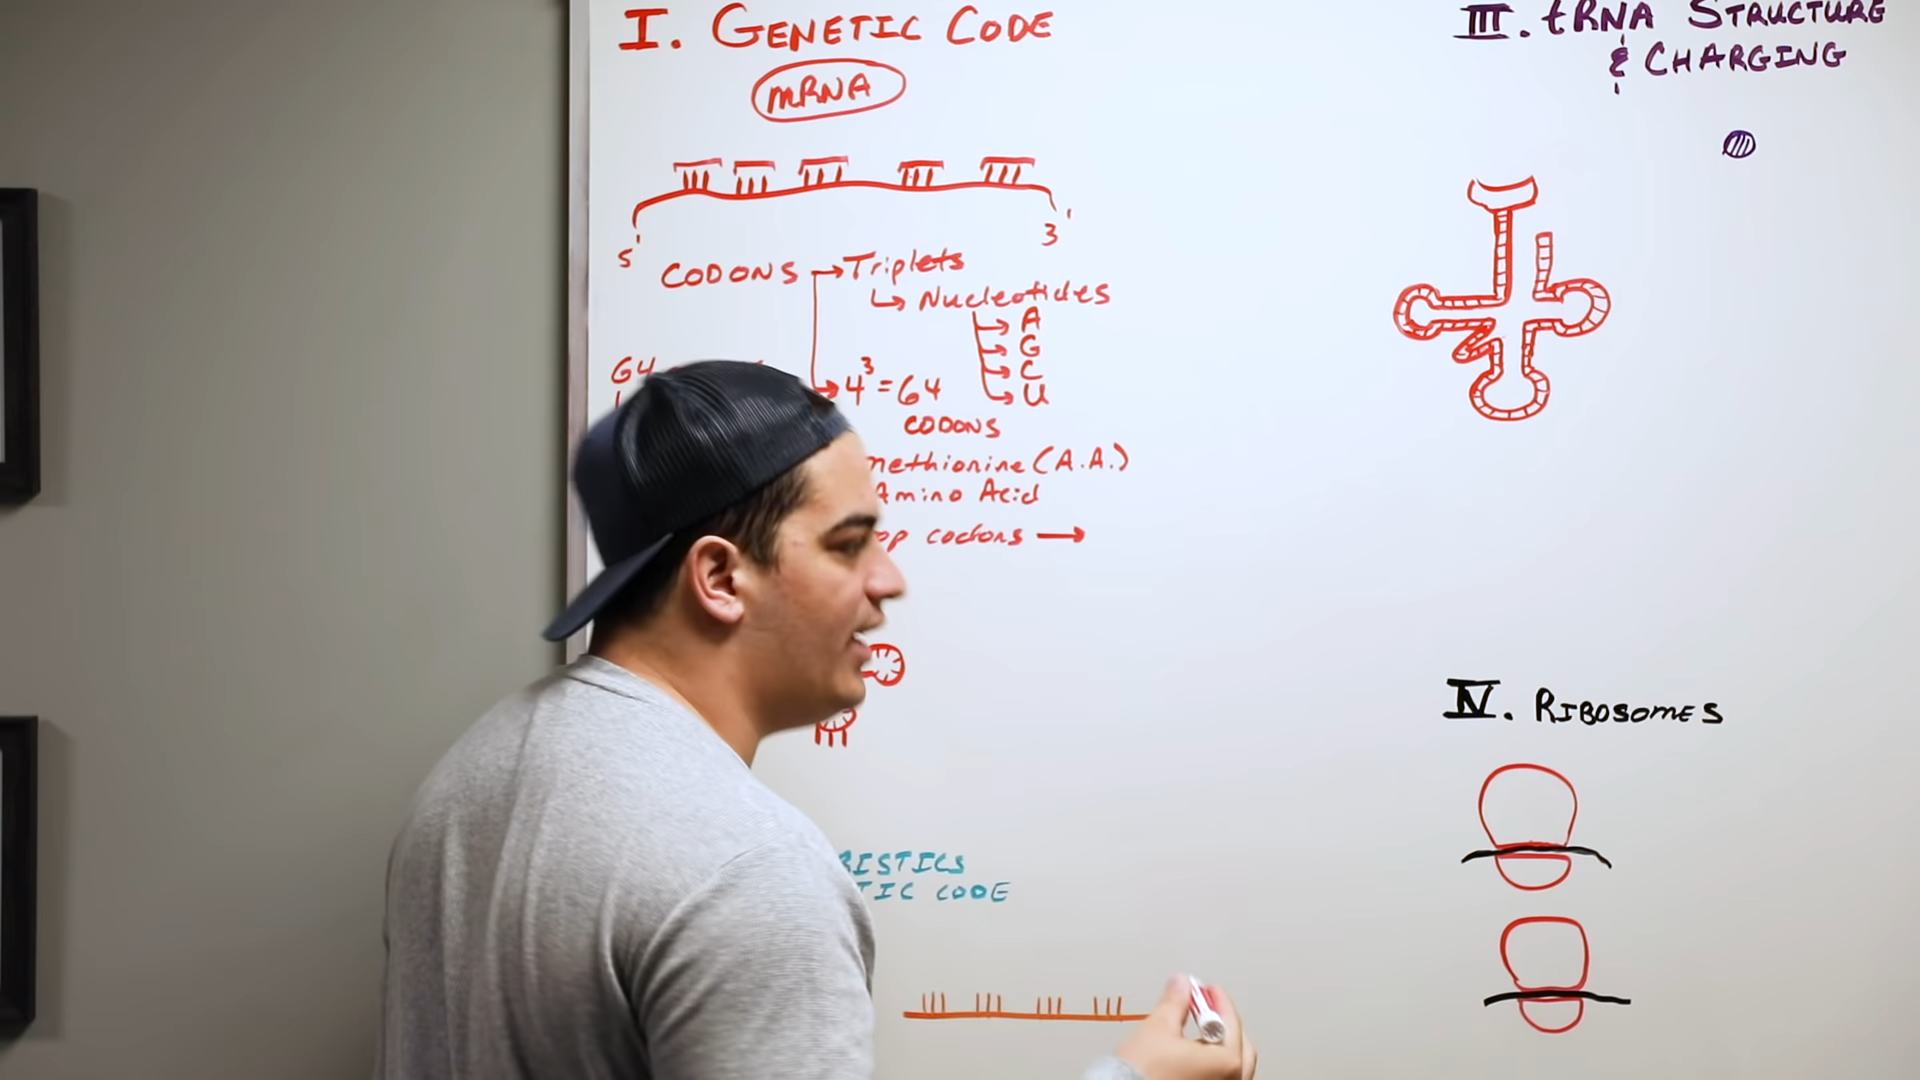 I. GENETIC CODE
mRNA
5'
3'
CODONS → Triplets
↳ Nucleotides
→ A
→ G
→ C
→ U
64
4³ = 64
CODONS
methionine (A.A.)
Amino Acid
codons →
RISTICS
TIC CODE
III. tRNA STRUCTURE
& CHARGING
IV. RIBOSOMES